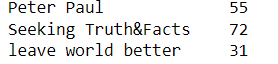 Peter Paul 55
Seeking Truth&Facts 72
leave world better 31